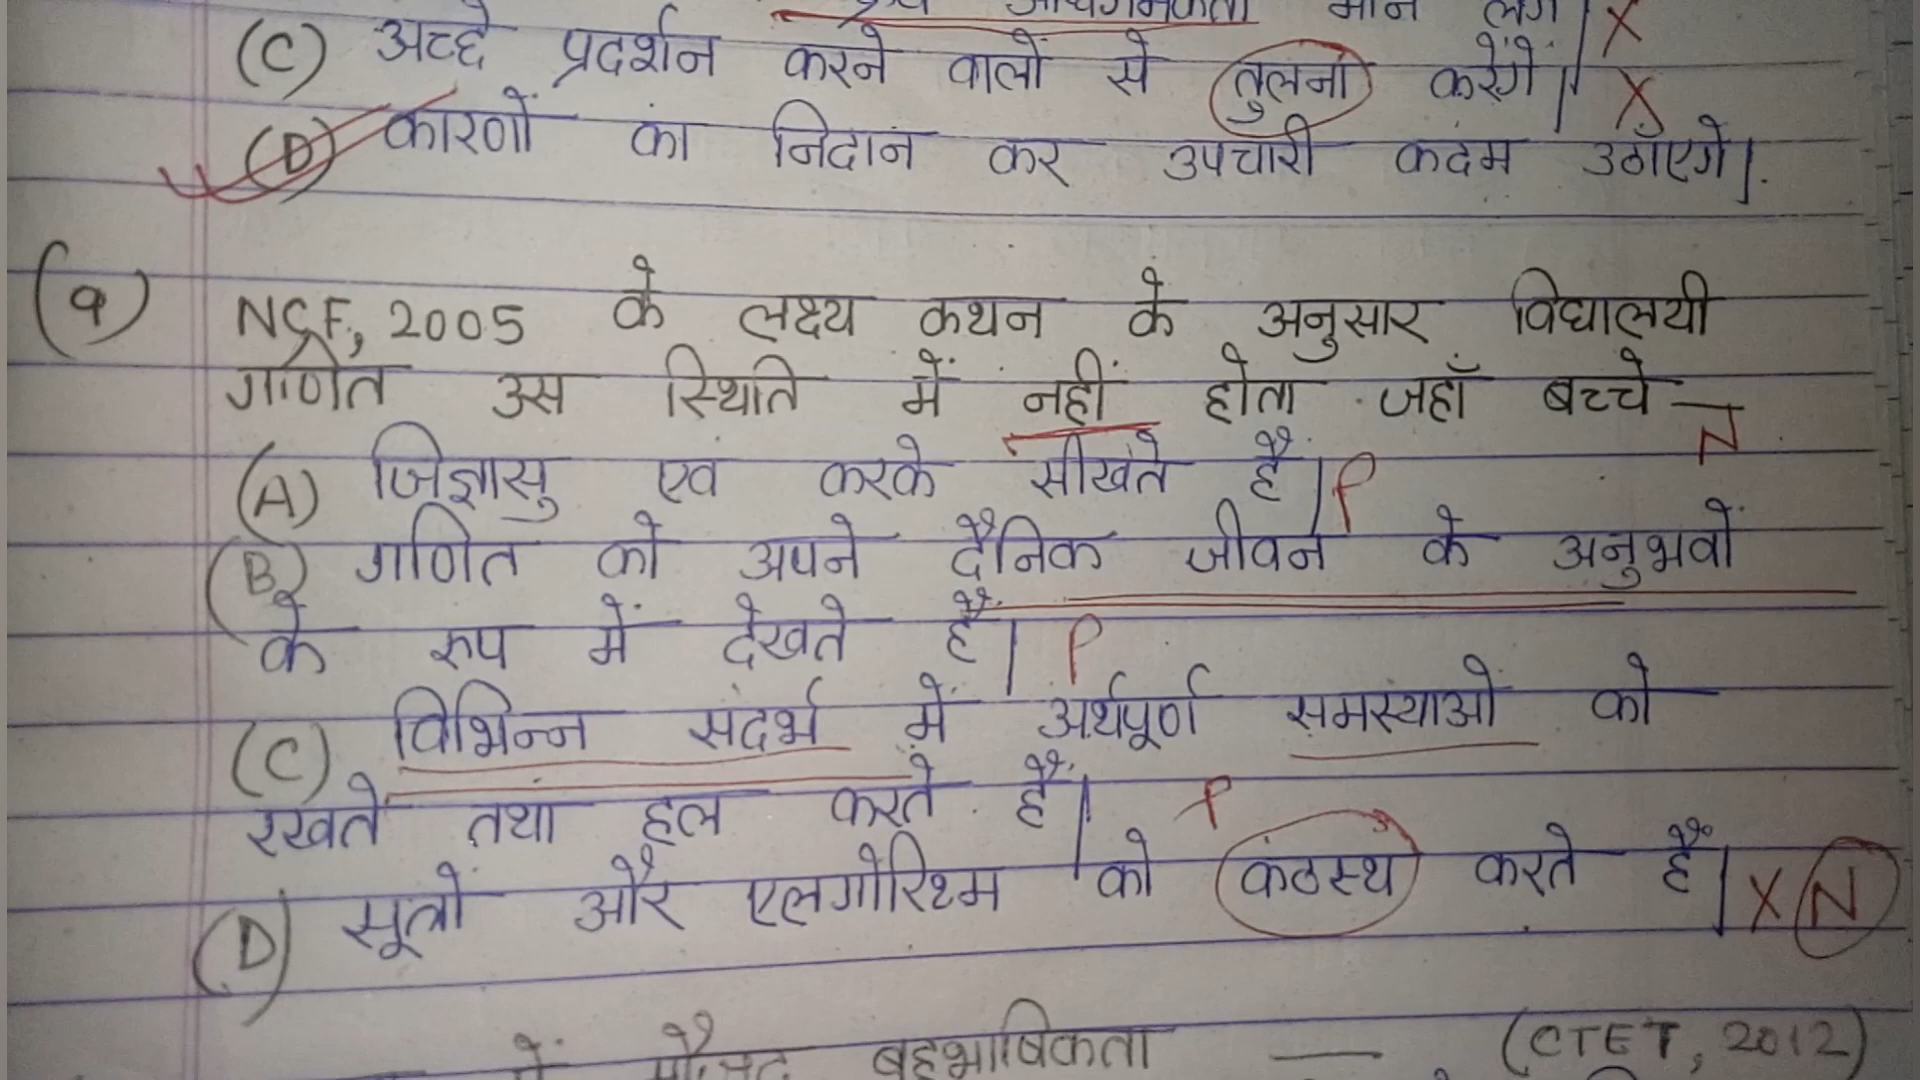 (C) अच्छे प्रदर्शन करने वालों से तुलना करेंगे। X
X
(D) कारणों का निदान कर उपचारी कदम उठाएगे।
(9) NCF, 2005 के लक्ष्य कथन के अनुसार विद्यालयी
गणित उस स्थिति में नहीं होता जहाँ बच्चे — N
(A) जिज्ञासु एवं करके सीखते हैं। P
(B) गणित को अपने दैनिक जीवन के अनुभवों
के रूप में देखते हैं। P
(C) विभिन्न संदर्भ में अर्थपूर्ण समस्याओं को
रखते तथा हल करते हैं। P
(D) सूत्रों और एलगोरिथ्म को कंठस्थ करते हैं। X N
में मौजूद बहुभाषिकता — (CTET, 2012)